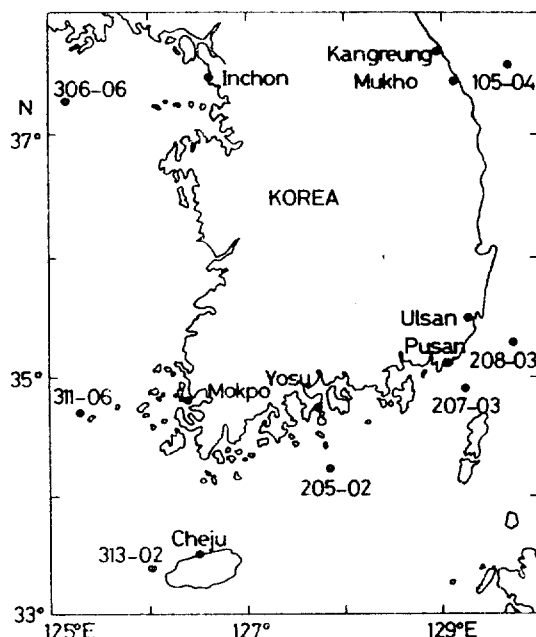 Kangreung
Mukho
105-04
Inchon
306-06
N
37°
KOREA
Ulsan
Pusan
208-03
207-03
35°
311-06
Mokpo
Yosu
205-02
Cheju
313-02
33°
125°E
127°
129°E